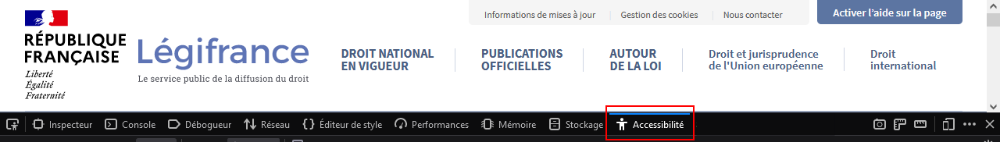 Informations de mises à jour
Gestion des cookies
Nous contacter
Activer l’aide sur la page
RÉPUBLIQUE
FRANÇAISE
Liberté
Égalité
Fraternité
Légifrance
Le service public de la diffusion du droit
DROIT NATIONAL
EN VIGUEUR
PUBLICATIONS
OFFICIELLES
AUTOUR
DE LA LOI
Droit et jurisprudence
de l'Union européenne
Droit
international
Inspecteur
Console
Débogueur
Réseau
Éditeur de style
Performances
Mémoire
Stockage
Accessibilité